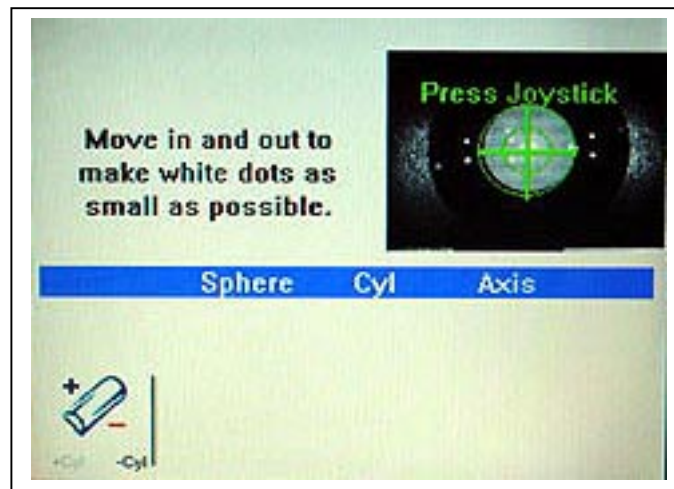 Press Joystick
Move in and out to
make white dots as
small as possible.
Sphere Cyl Axis
+
−
+Cyl -Cyl